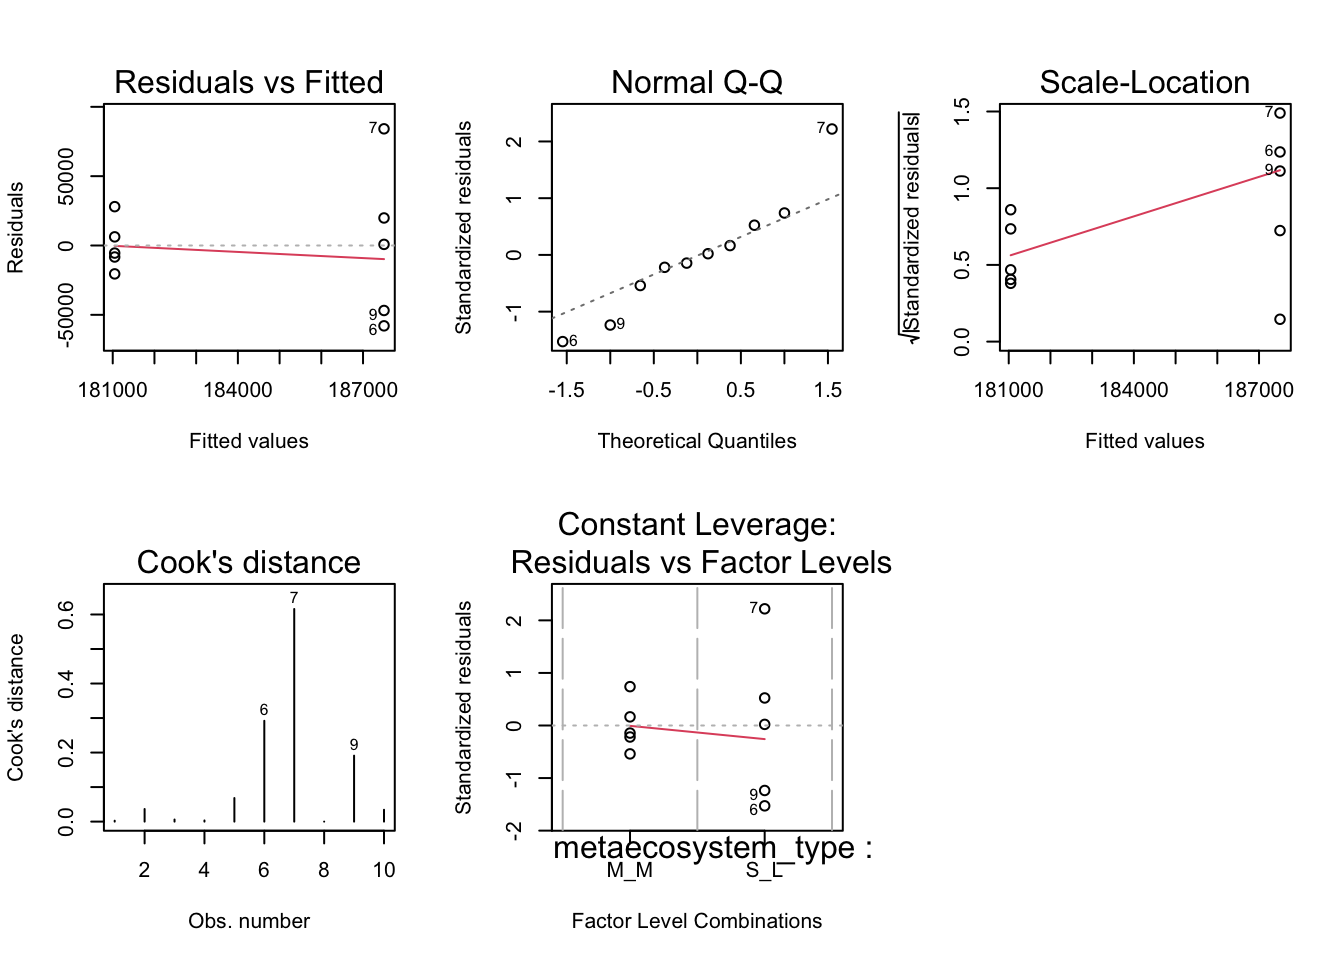 Residuals vs Fitted
Residuals
-50000
0
50000
7
9
6
181000
184000
187000
Fitted values
Normal Q-Q
Standardized residuals
-1
0
1
2
7
9
6
-1.5
-0.5
0.5
1.5
Theoretical Quantiles
Scale-Location
√|Standardized residuals|
0.0
0.5
1.0
1.5
7
6
9
181000
184000
187000
Fitted values
Cook's distance
Cook's distance
0.0
0.2
0.4
0.6
7
6
9
2
4
6
8
10
Obs. number
Constant Leverage:
Residuals vs Factor Levels
Standardized residuals
-2
-1
0
1
2
7
9
6
metaecosystem_type :
M_M
S_L
Factor Level Combinations